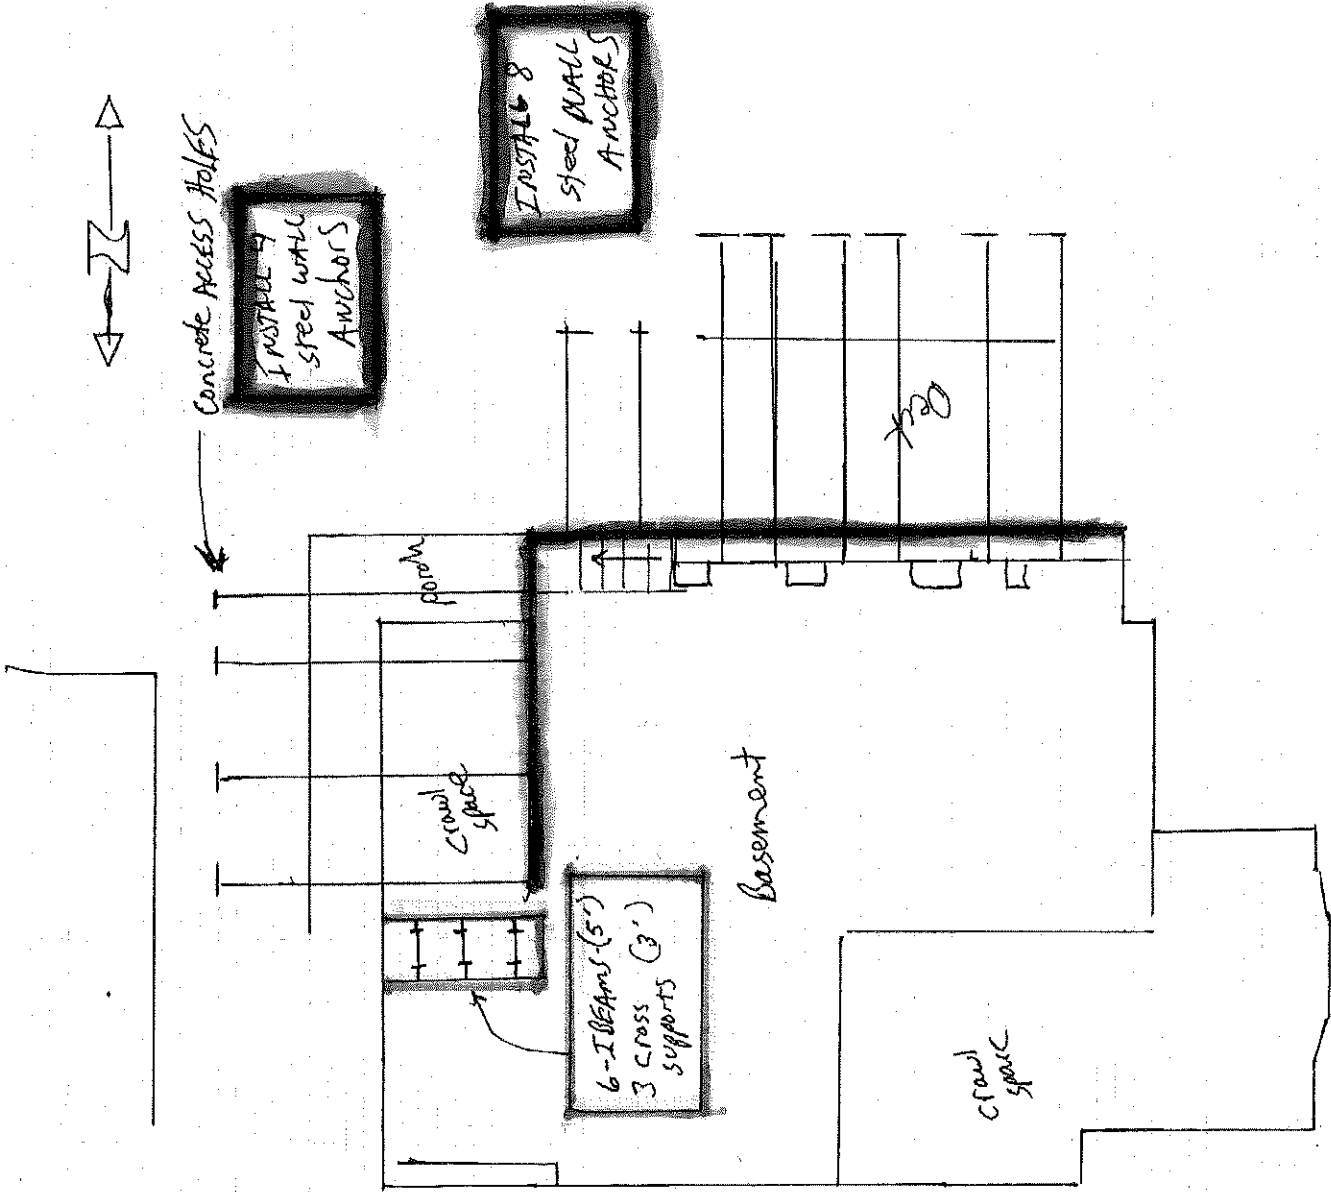 Concrete Access Holes
INSTALL 4
steel WALL
ANchorS
INSTALL 8
steel WALL
ANCHORS
porch
crawl
space
6-IBEAMS-(5')
3 cross (3')
supports
Basement
crawl
space